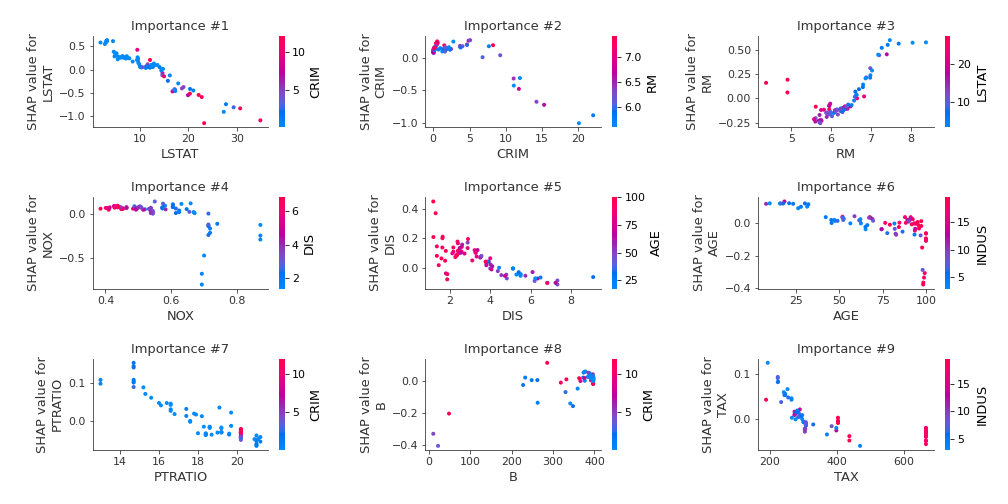 Importance #1
Importance #2
Importance #3
SHAP value for
LSTAT
0.5
0.0
−0.5
−1.0
10
20
30
LSTAT
10
5
CRIM
SHAP value for
CRIM
0.0
−0.5
−1.0
0
5
10
15
20
CRIM
7.0
6.5
6.0
RM
SHAP value for
RM
0.50
0.25
0.00
−0.25
5
6
7
8
RM
20
10
CRIM
Importance #4
Importance #5
Importance #6
SHAP value for
NOX
0.0
−0.5
0.4
0.6
0.8
NOX
6
4
2
DIS
SHAP value for
DIS
0.4
0.2
0.0
2
4
6
8
DIS
100
75
50
25
AGE
SHAP value for
AGE
0.0
−0.2
−0.4
25
50
75
100
AGE
15
10
5
INDUS
Importance #7
Importance #8
Importance #9
SHAP value for
PTRATIO
0.1
0.0
14
16
18
20
PTRATIO
10
5
CRIM
SHAP value for
B
0.0
−0.2
−0.4
0
100
200
300
400
B
10
5
CRIM
SHAP value for
TAX
0.1
0.0
200
400
600
TAX
15
10
5
INDUS